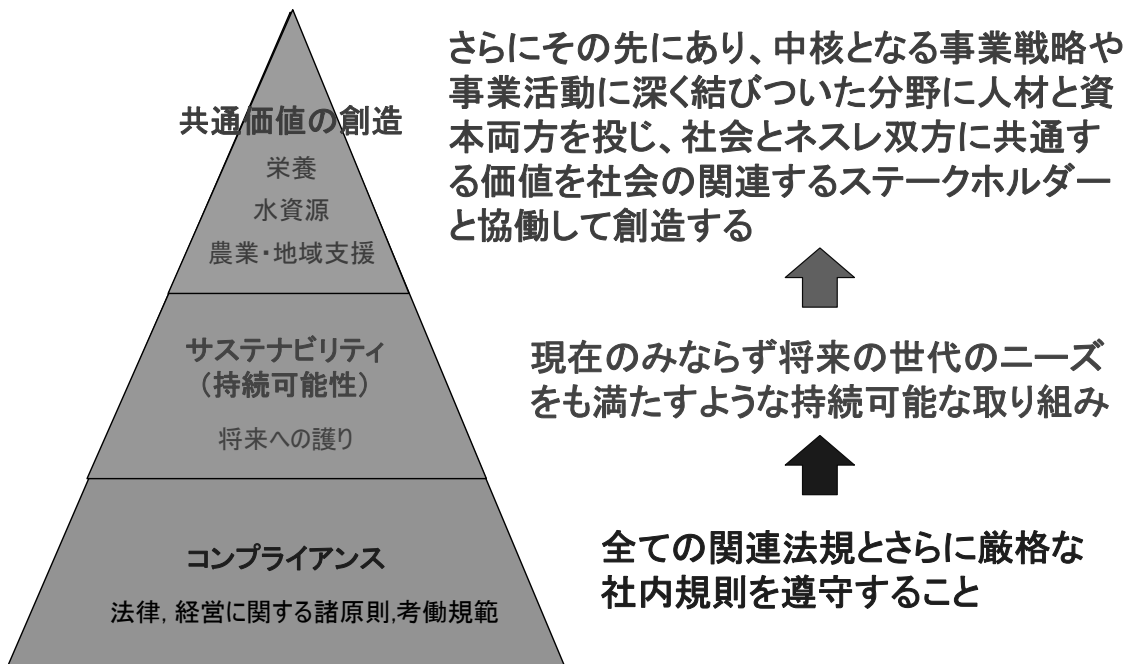 共通価値の創造
栄養
水資源
農業・地域支援
さらにその先にあり、中核となる事業戦略や
事業活動に深く結びついた分野に人材と資
本両方を投じ、社会とネスレ双方に共通す
る価値を社会の関連するステークホルダー
と協働して創造する
サステナビリティ
（持続可能性）
将来への護り
現在のみならず将来の世代のニーズ
をも満たすような持続可能な取り組み
コンプライアンス
法律, 経営に関する諸原則,考働規範
全ての関連法規とさらに厳格な
社内規則を遵守すること